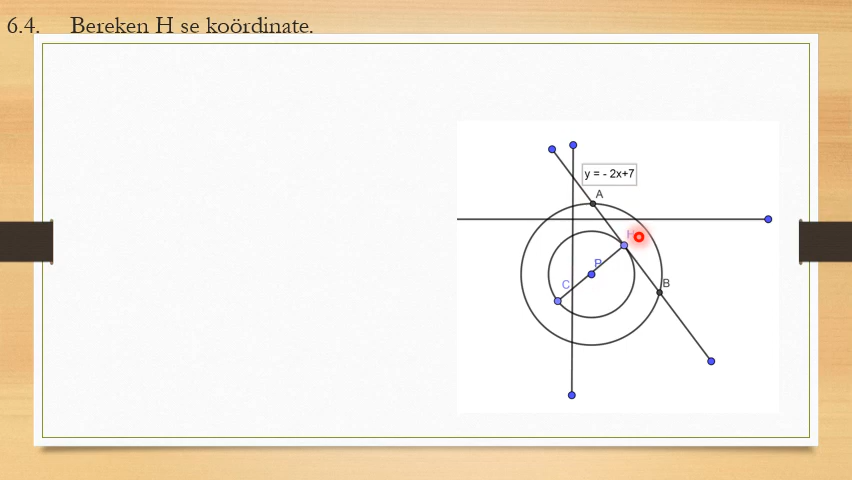 6.4. Bereken H se koördinate.
y = - 2x+7
A
H
P
C
B